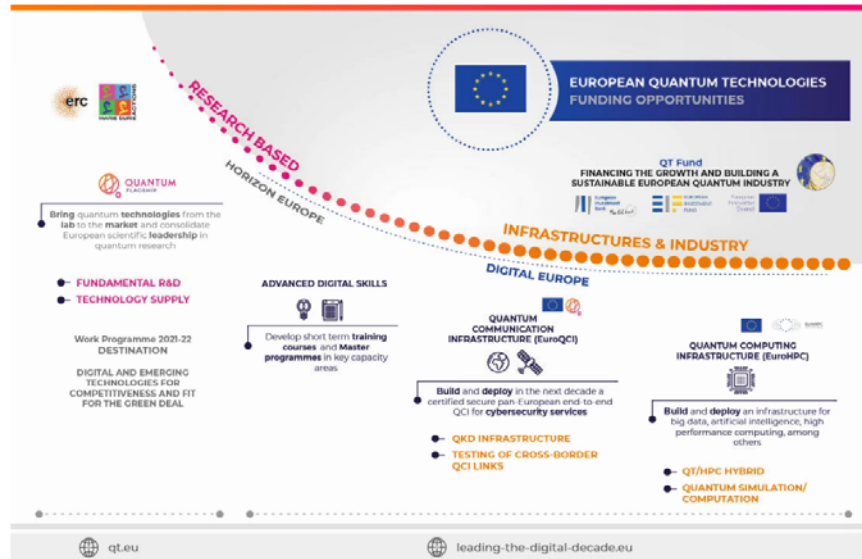 EUROPEAN QUANTUM TECHNOLOGIES
FUNDING OPPORTUNITIES
erc
MARIE CURIE
ACTIONS
RESEARCH BASED
HORIZON EUROPE
QT Fund
FINANCING THE GROWTH AND BUILDING A
SUSTAINABLE EUROPEAN QUANTUM INDUSTRY
European
Investment
Bank
INFRASTRUCTURES & INDUSTRY
DIGITAL EUROPE
QUANTUM
FLAGSHIP
Bring quantum technologies from the
lab to the market and consolidate
European scientific leadership in
quantum research
FUNDAMENTAL R&D
TECHNOLOGY SUPPLY
Work Programme 2021-22
DESTINATION
DIGITAL AND EMERGING
TECHNOLOGIES FOR
COMPETITIVENESS AND FIT
FOR THE GREEN DEAL
ADVANCED DIGITAL SKILLS
Develop short term training
courses and Master
programmes in key capacity
areas
QUANTUM
COMMUNICATION
INFRASTRUCTURE (EuroQCI)
Build and deploy in the next decade a
certified secure pan-European end-to-end
QCI for cybersecurity services
QKD INFRASTRUCTURE
TESTING OF CROSS-BORDER
QCI LINKS
QUANTUM COMPUTING
INFRASTRUCTURE (EuroHPC)
Build and deploy an infrastructure for
big data, artificial intelligence, high
performance computing, among
others
QT/HPC HYBRID
QUANTUM SIMULATION/
COMPUTATION
qt.eu
leading-the-digital-decade.eu